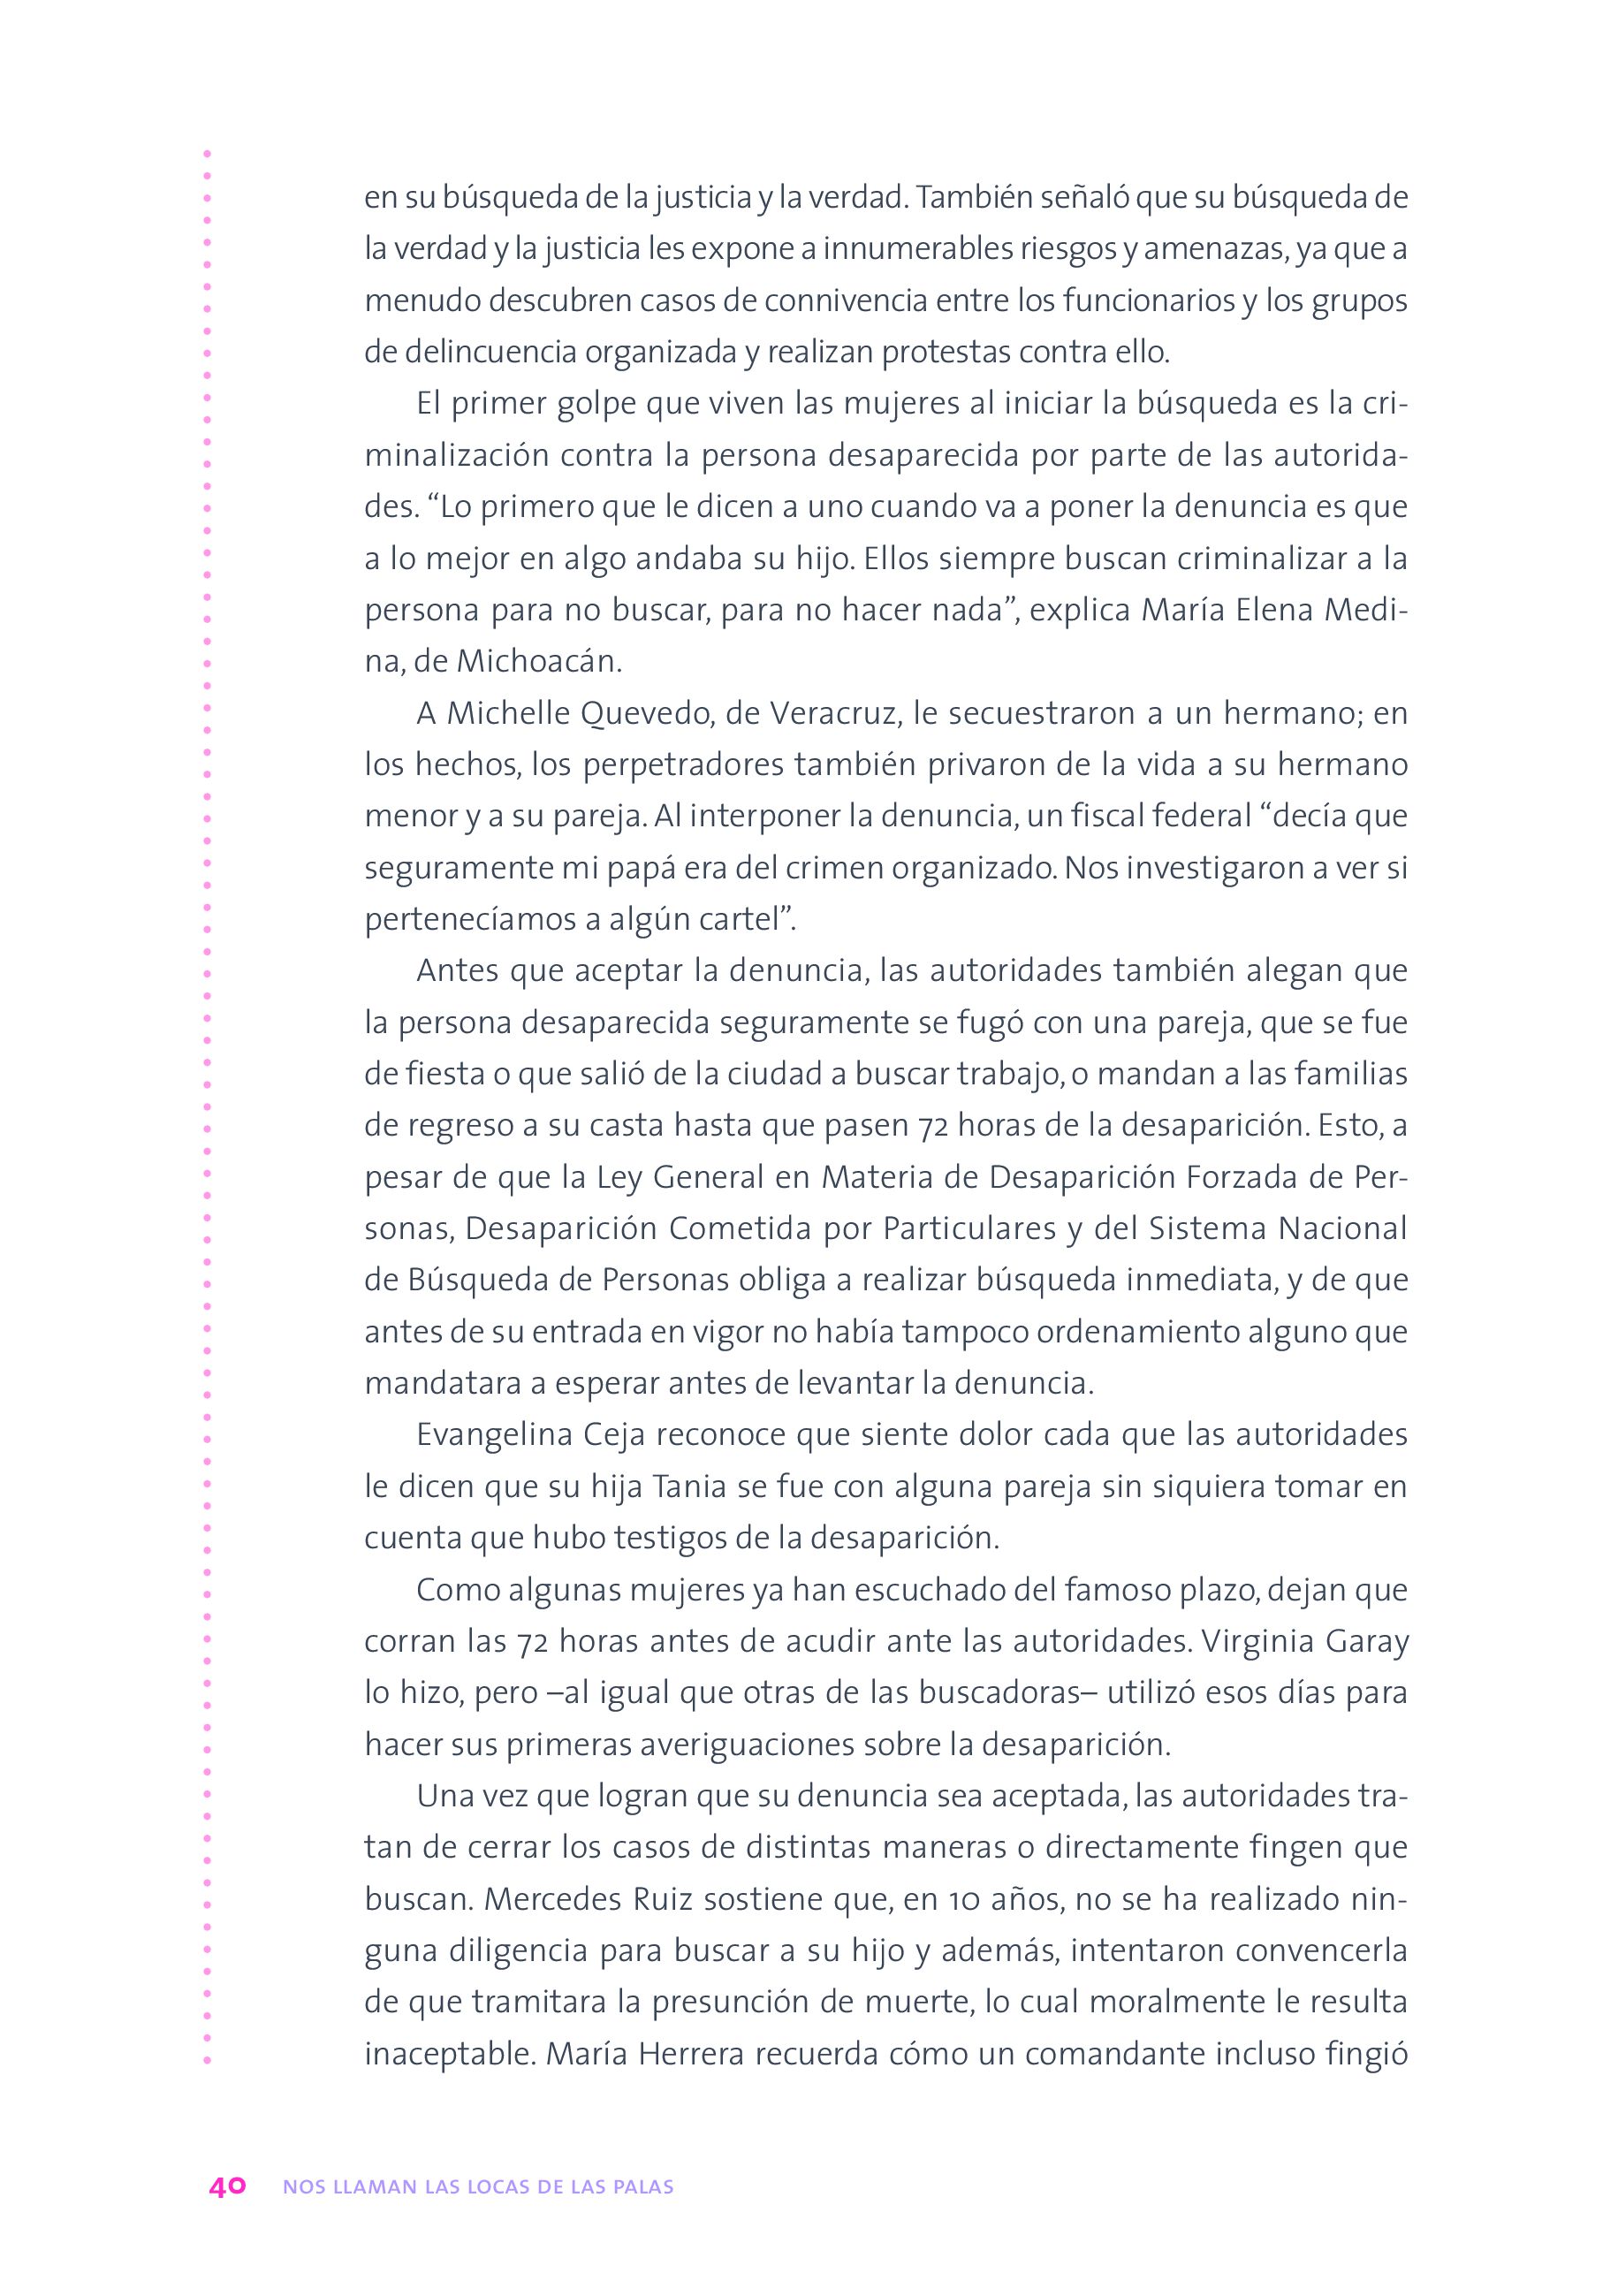 en su búsqueda de la justicia y la verdad. También señaló que su búsqueda de
la verdad y la justicia les expone a innumerables riesgos y amenazas, ya que a
menudo descubren casos de connivencia entre los funcionarios y los grupos
de delincuencia organizada y realizan protestas contra ello.
El primer golpe que viven las mujeres al iniciar la búsqueda es la cri-
minalización contra la persona desaparecida por parte de las autorida-
des. “Lo primero que le dicen a uno cuando va a poner la denuncia es que
a lo mejor en algo andaba su hijo. Ellos siempre buscan criminalizar a la
persona para no buscar, para no hacer nada”, explica María Elena Medi-
na, de Michoacán.
A Michelle Quevedo, de Veracruz, le secuestraron a un hermano; en
los hechos, los perpetradores también privaron de la vida a su hermano
menor y a su pareja. Al interponer la denuncia, un fiscal federal “decía que
seguramente mi papá era del crimen organizado. Nos investigaron a ver si
pertenecíamos a algún cartel”.
Antes que aceptar la denuncia, las autoridades también alegan que
la persona desaparecida seguramente se fugó con una pareja, que se fue
de fiesta o que salió de la ciudad a buscar trabajo, o mandan a las familias
de regreso a su casta hasta que pasen 72 horas de la desaparición. Esto, a
pesar de que la Ley General en Materia de Desaparición Forzada de Per-
sonas, Desaparición Cometida por Particulares y del Sistema Nacional
de Búsqueda de Personas obliga a realizar búsqueda inmediata, y de que
antes de su entrada en vigor no había tampoco ordenamiento alguno que
mandatara a esperar antes de levantar la denuncia.
Evangelina Ceja reconoce que siente dolor cada que las autoridades
le dicen que su hija Tania se fue con alguna pareja sin siquiera tomar en
cuenta que hubo testigos de la desaparición.
Como algunas mujeres ya han escuchado del famoso plazo, dejan que
corran las 72 horas antes de acudir ante las autoridades. Virginia Garay
lo hizo, pero –al igual que otras de las buscadoras– utilizó esos días para
hacer sus primeras averiguaciones sobre la desaparición.
Una vez que logran que su denuncia sea aceptada, las autoridades tra-
tan de cerrar los casos de distintas maneras o directamente fingen que
buscan. Mercedes Ruiz sostiene que, en 10 años, no se ha realizado nin-
guna diligencia para buscar a su hijo y además, intentaron convencerla
de que tramitara la presunción de muerte, lo cual moralmente le resulta
inaceptable. María Herrera recuerda cómo un comandante incluso fingió
40 NOS LLAMAN LAS LOCAS DE LAS PALAS